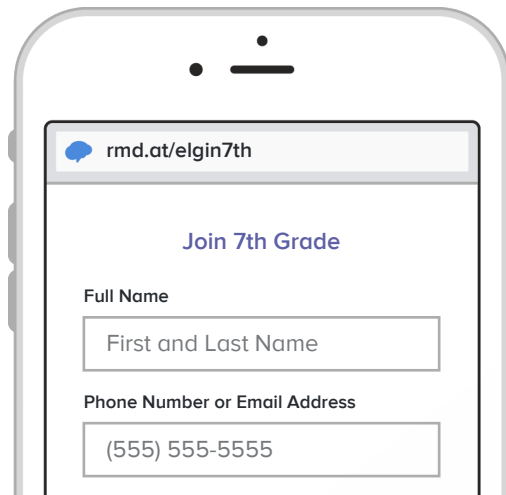 rmd.at/elgin7th
Join 7th Grade
Full Name
First and Last Name
Phone Number or Email Address
(555) 555-5555